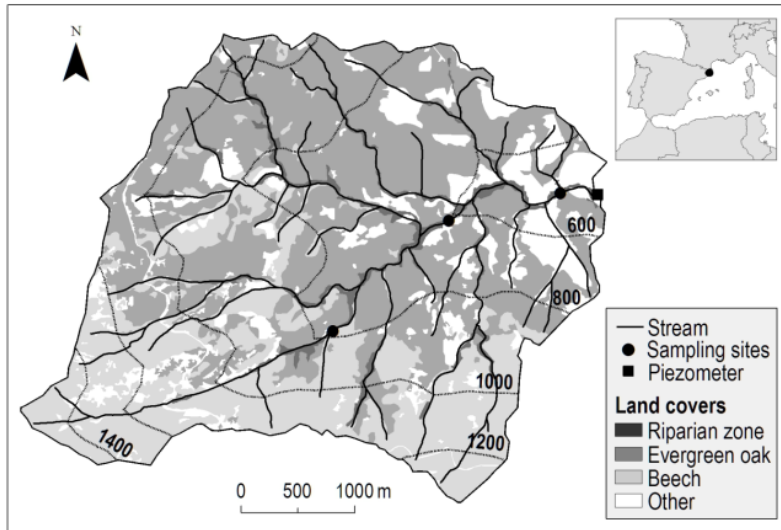 N
600
800
1000
1200
1400
0 500 1000 m
Stream
Sampling sites
Piezometer
Land covers
Riparian zone
Evergreen oak
Beech
Other